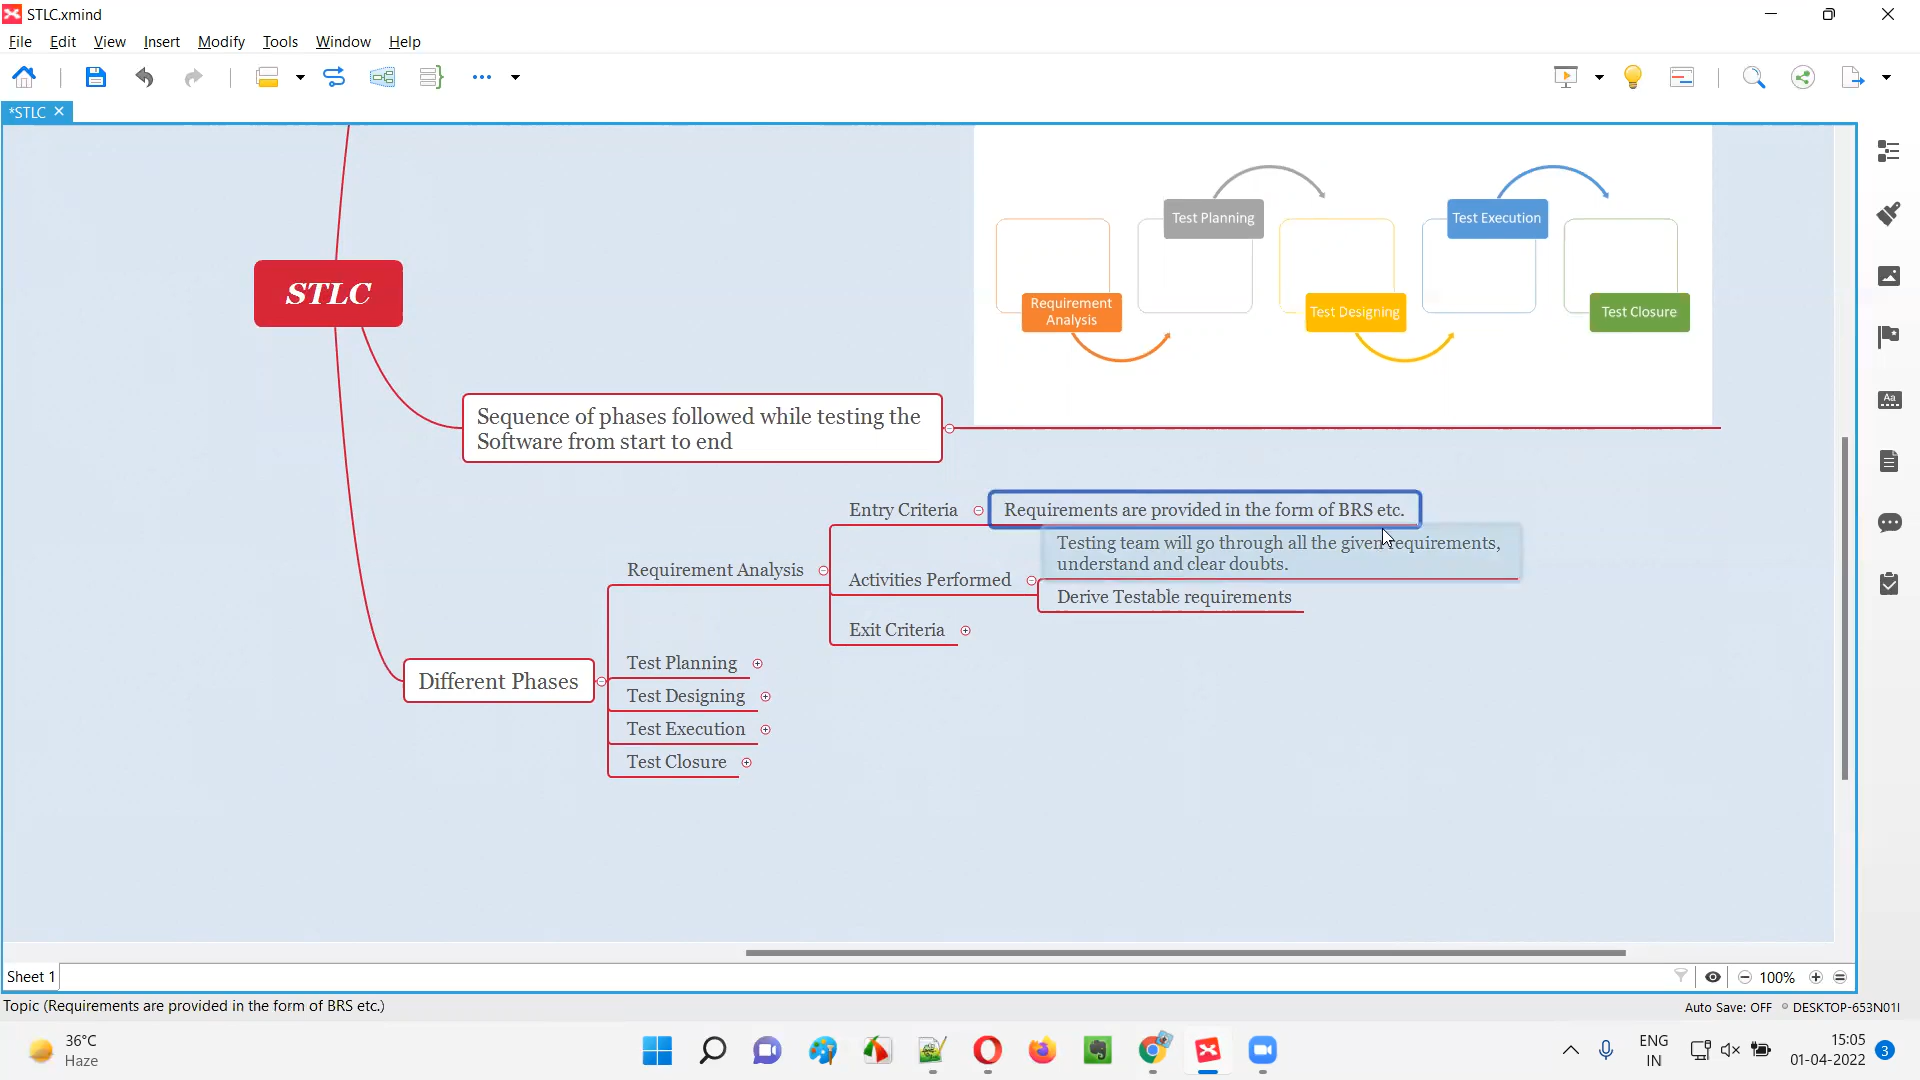 STLC.xmind
File Edit View Insert Modify Tools Window Help
*STLC
Test Planning
Test Execution
Requirement
Analysis
Test Designing
Test Closure
STLC
Sequence of phases followed while testing the
Software from start to end
Entry Criteria
Requirements are provided in the form of BRS etc.
Testing team will go through all the given requirements,
understand and clear doubts.
Requirement Analysis
Activities Performed
Derive Testable requirements
Exit Criteria
Different Phases
Test Planning
Test Designing
Test Execution
Test Closure
Sheet 1
100%
Topic (Requirements are provided in the form of BRS etc.)
Auto Save: OFF
DESKTOP-653N01I
36°C
Haze
ENG
IN
15:05
01-04-2022
3
Aa